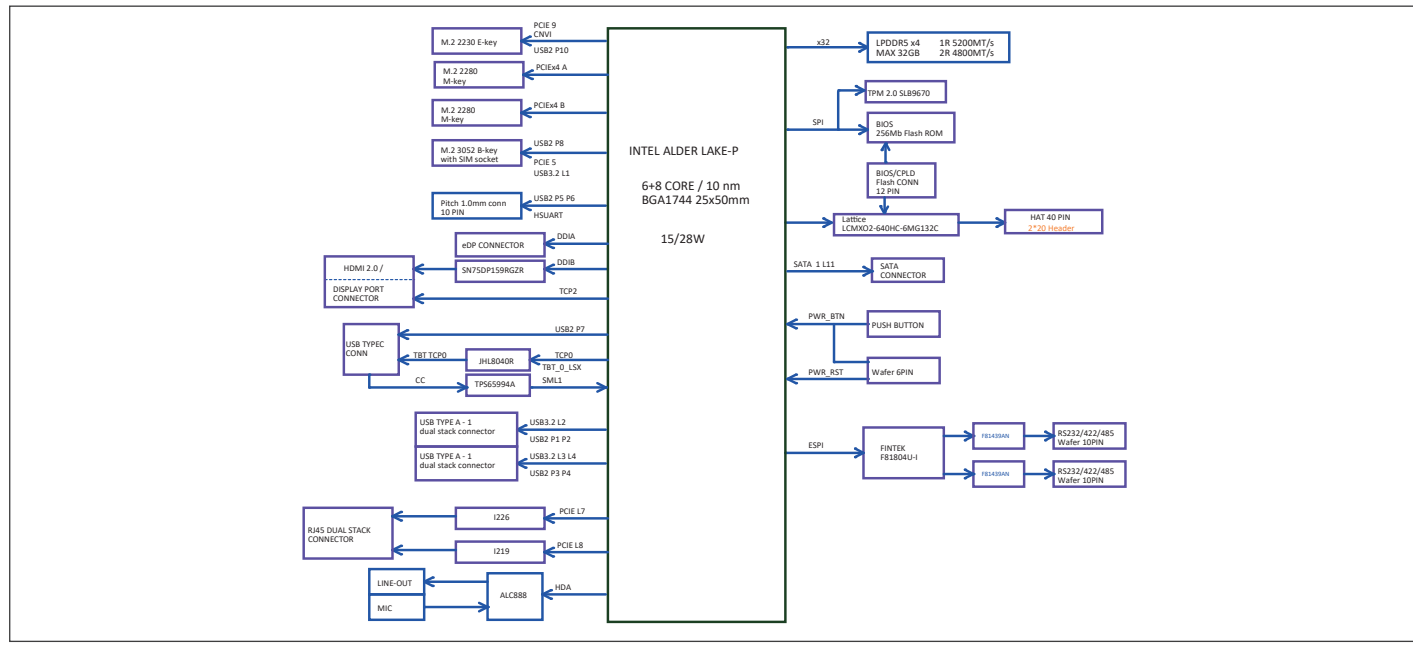 PCIE 9
CNVI
M.2 2230 E-key
USB2 P10
M.2 2280
M-key
PCIEx4 A
M.2 2280
M-key
PCIEx4 B
USB2 P8
M.2 3052 B-key
with SIM socket
PCIE 5
USB3.2 L1
Pitch 1.0mm conn
10 PIN
USB2 P5 P6
HSUART
eDP CONNECTOR
DDIA
HDMI 2.0 /
DISPLAY PORT
CONNECTOR
SN75DP159RGZR
DDIB
TCP2
USB TYPEC
CONN
USB2 P7
TBT TCP0
JHL8040R
TCP0
TBT_0_LSX
CC
TPS65994A
SML1
USB TYPE A - 1
dual stack connector
USB3.2 L2
USB2 P1 P2
USB TYPE A - 1
dual stack connector
USB3.2 L3 L4
USB2 P3 P4
RJ45 DUAL STACK
CONNECTOR
I226
PCIE L7
I219
PCIE L8
LINE-OUT
MIC
ALC888
HDA
INTEL ALDER LAKE-P
6+8 CORE / 10 nm
BGA1744 25x50mm
15/28W
x32
LPDDR5 x4 1R 5200MT/s
MAX 32GB 2R 4800MT/s
TPM 2.0 SLB9670
SPI
BIOS
256Mb Flash ROM
BIOS/CPLD
Flash CONN
12 PIN
Lattice
LCMXO2-640HC-6MG132C
HAT 40 PIN
2*20 Header
SATA 1 L11
SATA
CONNECTOR
PWR_BTN
PUSH BUTTON
PWR_RST
Wafer 6PIN
ESPI
FINTEK
F81804U-I
F81439AN
RS232/422/485
Wafer 10PIN
F81439AN
RS232/422/485
Wafer 10PIN